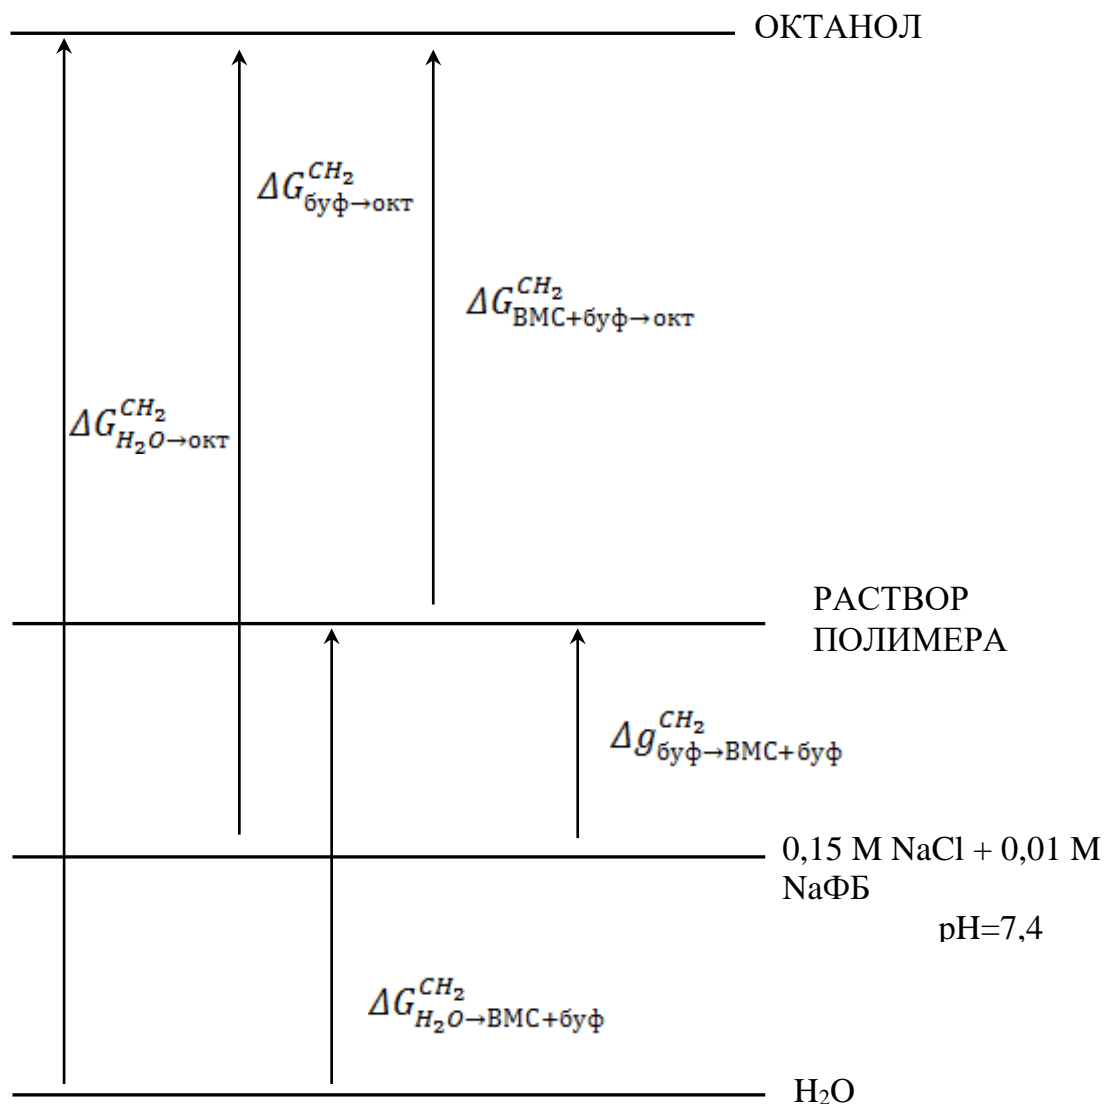 ОКТАНОЛ
ΔG^{CH₂}_{буф→окт}
ΔG^{CH₂}_{ВМС+буф→окт}
ΔG^{CH₂}_{H₂O→окт}
РАСТВОР
ПОЛИМЕРА
Δg^{CH₂}_{буф→ВМС+буф}
0,15 М NaCl + 0,01 М
NaФБ
pH=7,4
ΔG^{CH₂}_{H₂O→ВМС+буф}
H₂O